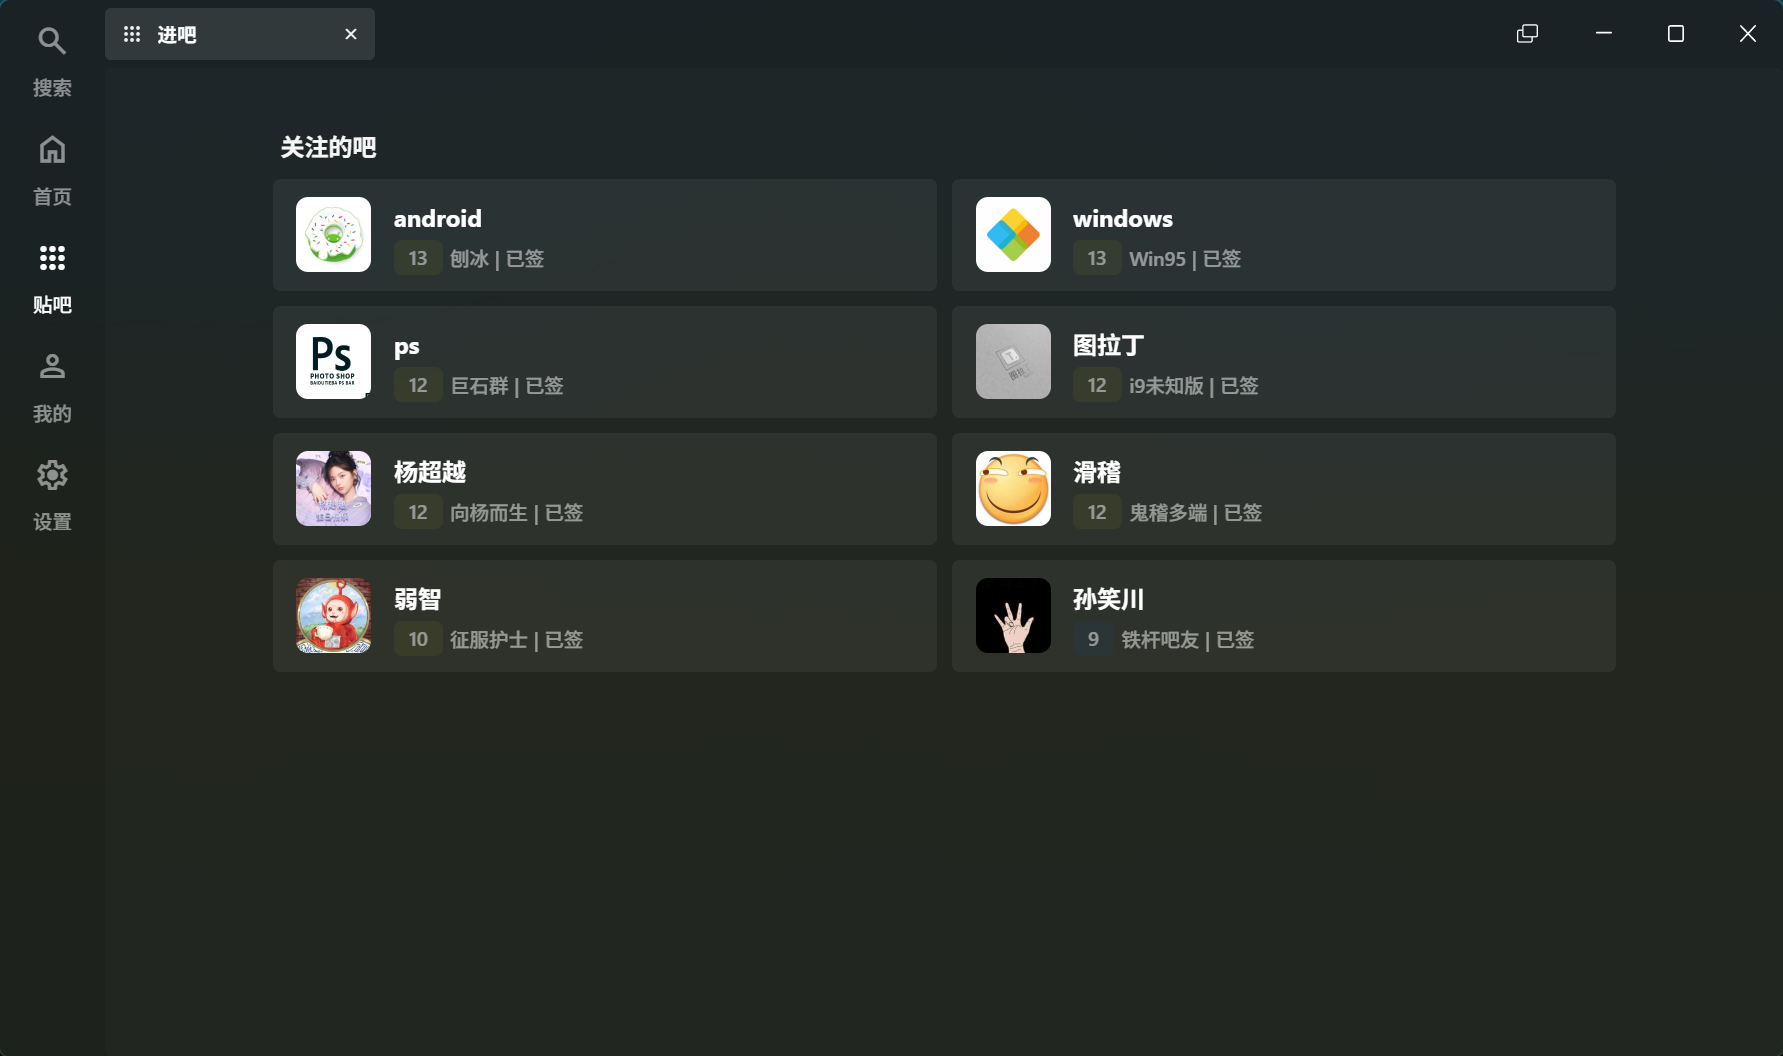 搜索
首页
贴吧
我的
设置
进吧
关注的吧
android
13 刨冰 | 已签
windows
13 Win95 | 已签
Ps
PHOTO SHOP
BAIDUTIEBA PS BAR
ps
12 巨石群 | 已签
图拉丁
12 i9未知版 | 已签
杨超越
12 向杨而生 | 已签
滑稽
12 鬼稽多端 | 已签
弱智
10 征服护士 | 已签
孙笑川
9 铁杆吧友 | 已签